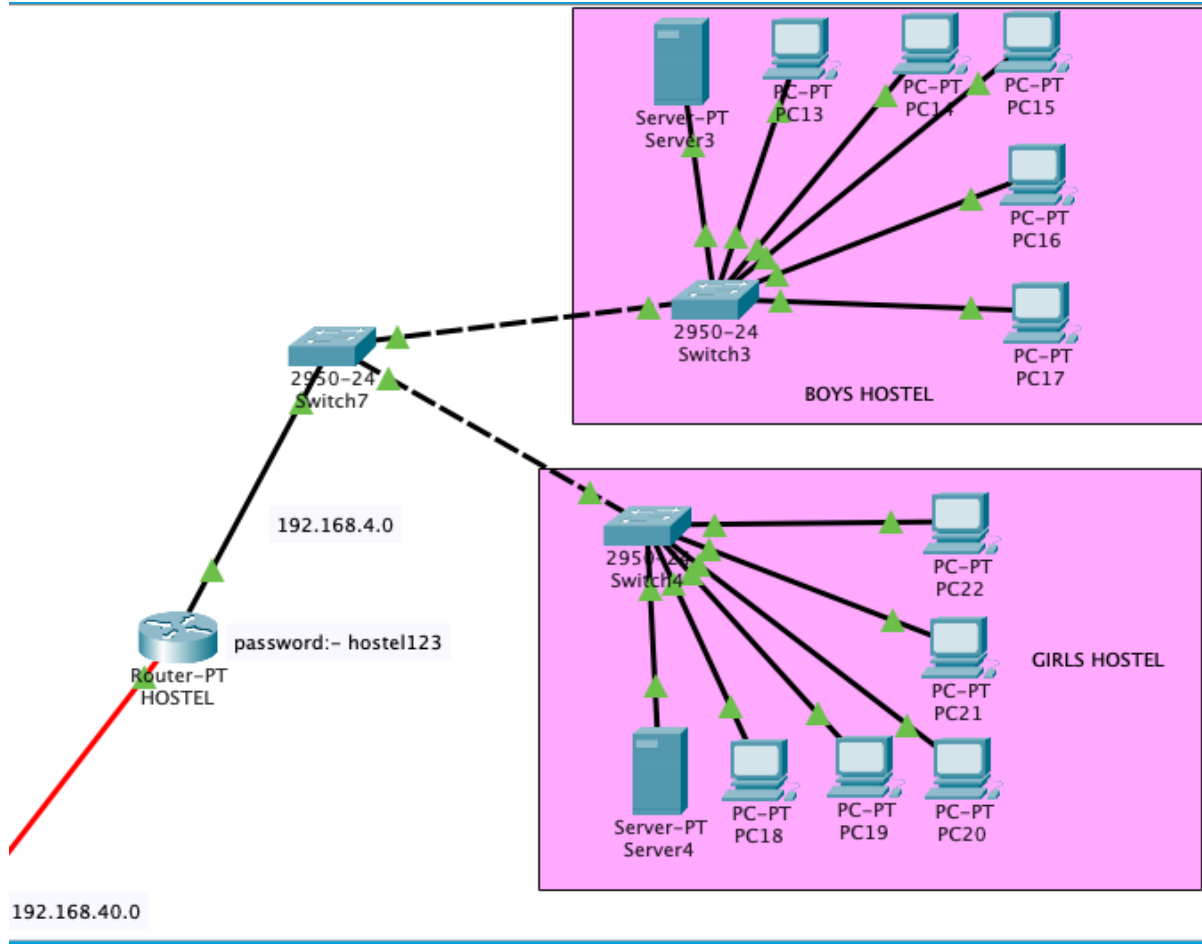 Server-PT
Server3
PC-PT
PC13
PC-PT
PC14
PC-PT
PC15
PC-PT
PC16
2950-24
Switch3
PC-PT
PC17
BOYS HOSTEL
2950-24
Switch7
192.168.4.0
password:- hostel123
Router-PT
HOSTEL
2950-24
Switch4
PC-PT
PC22
PC-PT
PC21
GIRLS HOSTEL
Server-PT
Server4
PC-PT
PC18
PC-PT
PC19
PC-PT
PC20
192.168.40.0